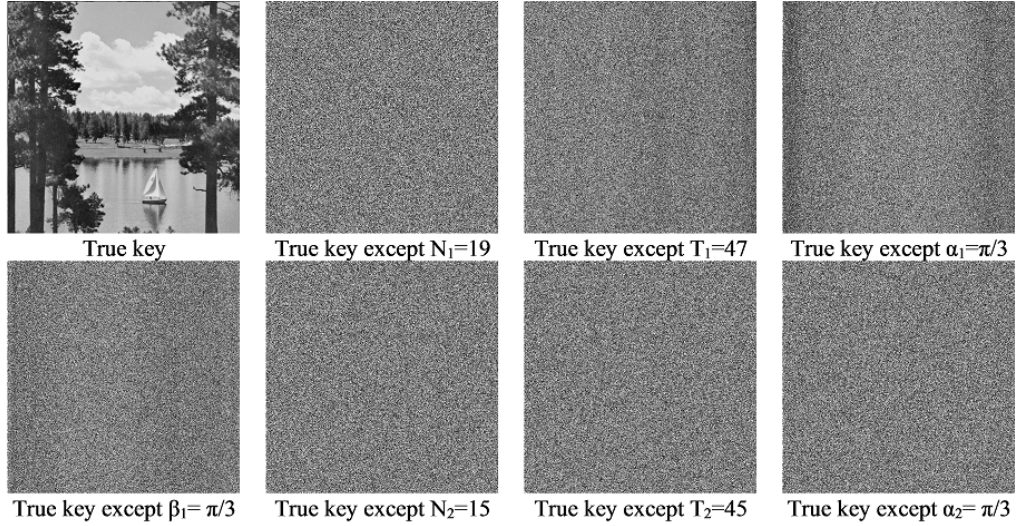 True key
True key except N₁=19
True key except T₁=47
True key except α₁=π/3
True key except β₁= π/3
True key except N₂=15
True key except T₂=45
True key except α₂= π/3